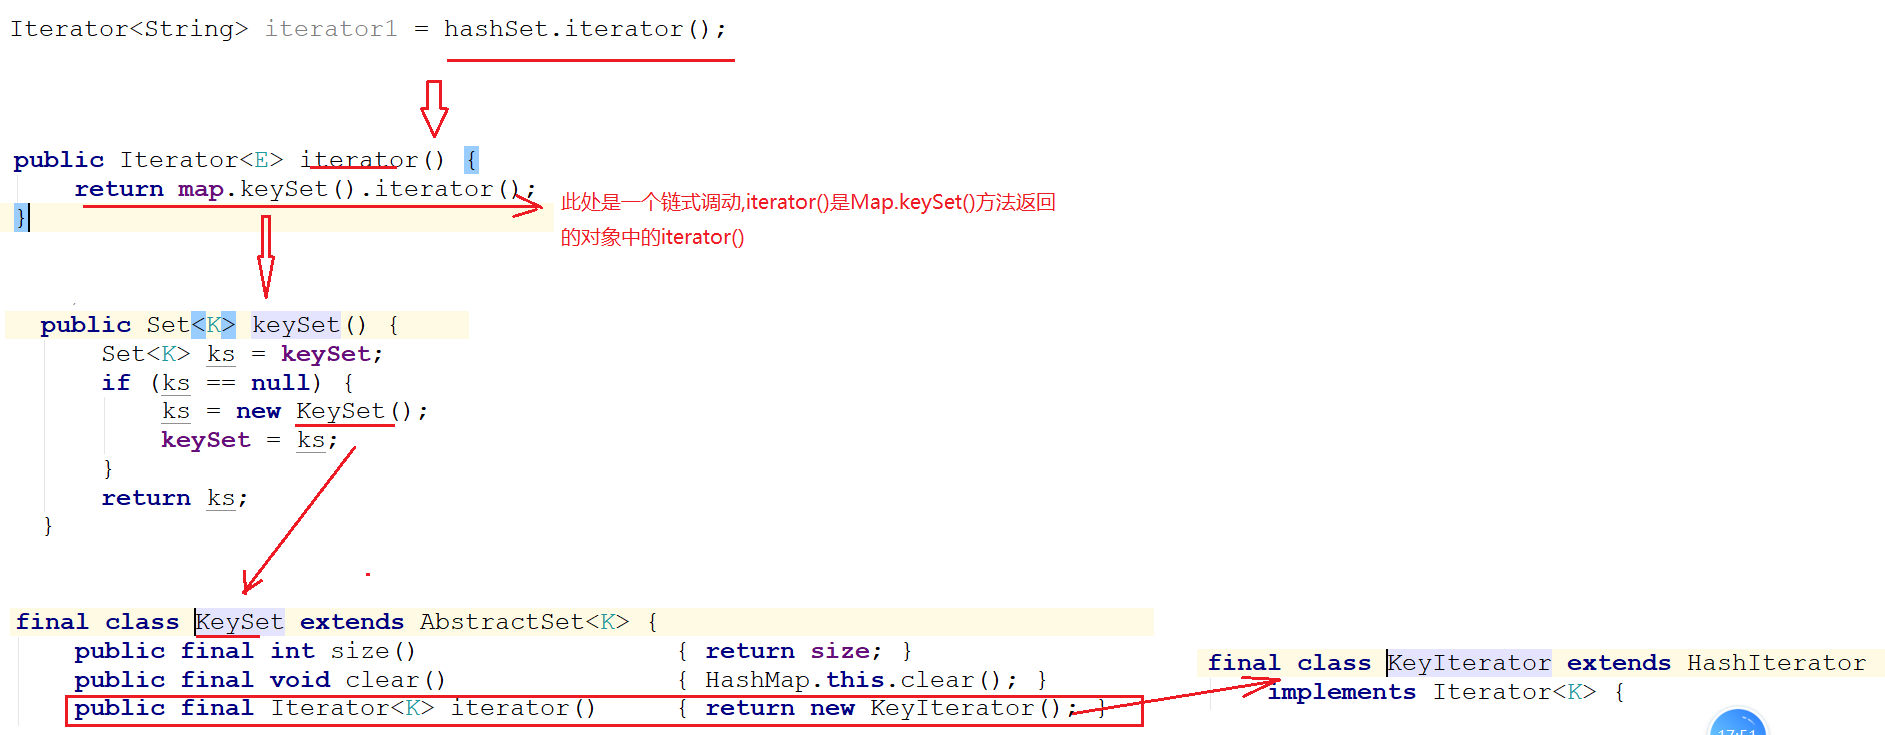 Iterator<String> iterator1 = hashSet.iterator();
public Iterator<E> iterator() {
return map.keySet().iterator();
}
此处是一个链式调动,iterator()是Map.keySet()方法返回
的对象中的iterator()
public Set<K> keySet() {
Set<K> ks = keySet;
if (ks == null) {
ks = new KeySet();
keySet = ks;
}
return ks;
}
final class KeySet extends AbstractSet<K> {
public final int size() { return size; }
public final void clear() { HashMap.this.clear(); }
public final Iterator<K> iterator() { return new KeyIterator(); }
final class KeyIterator extends HashIterator
implements Iterator<K> {
17:51